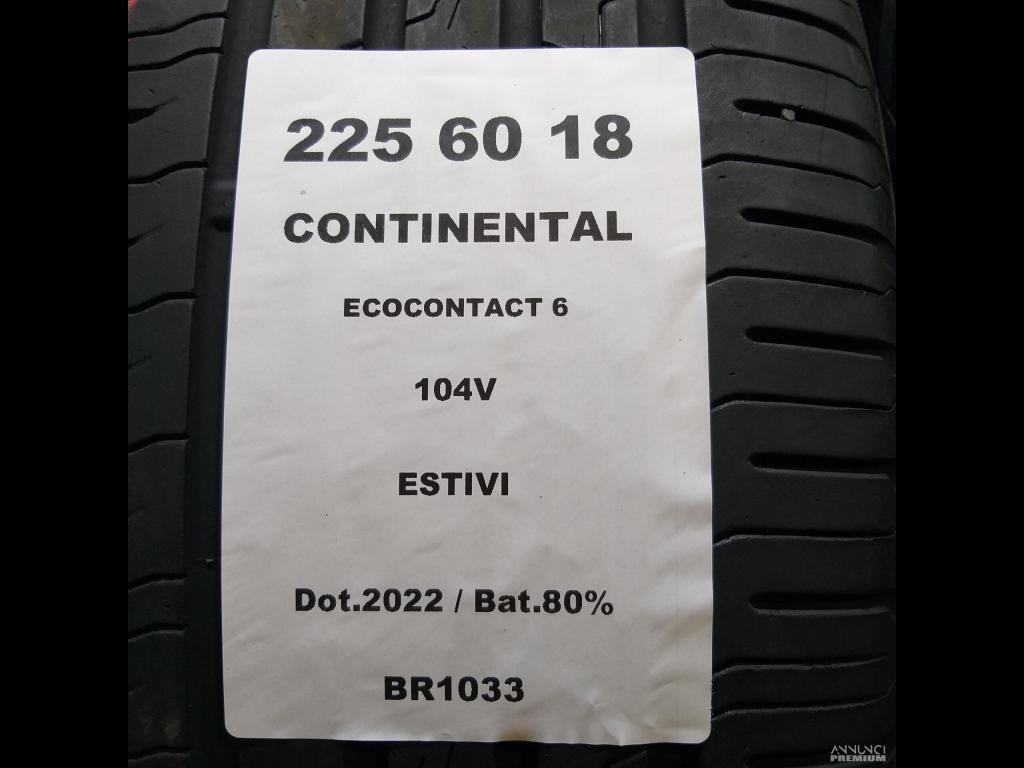 225 60 18
CONTINENTAL
ECOCONTACT 6
104V
ESTIVI
Dot.2022 / Bat.80%
BR1033
ANNUNCI
PREMIUM